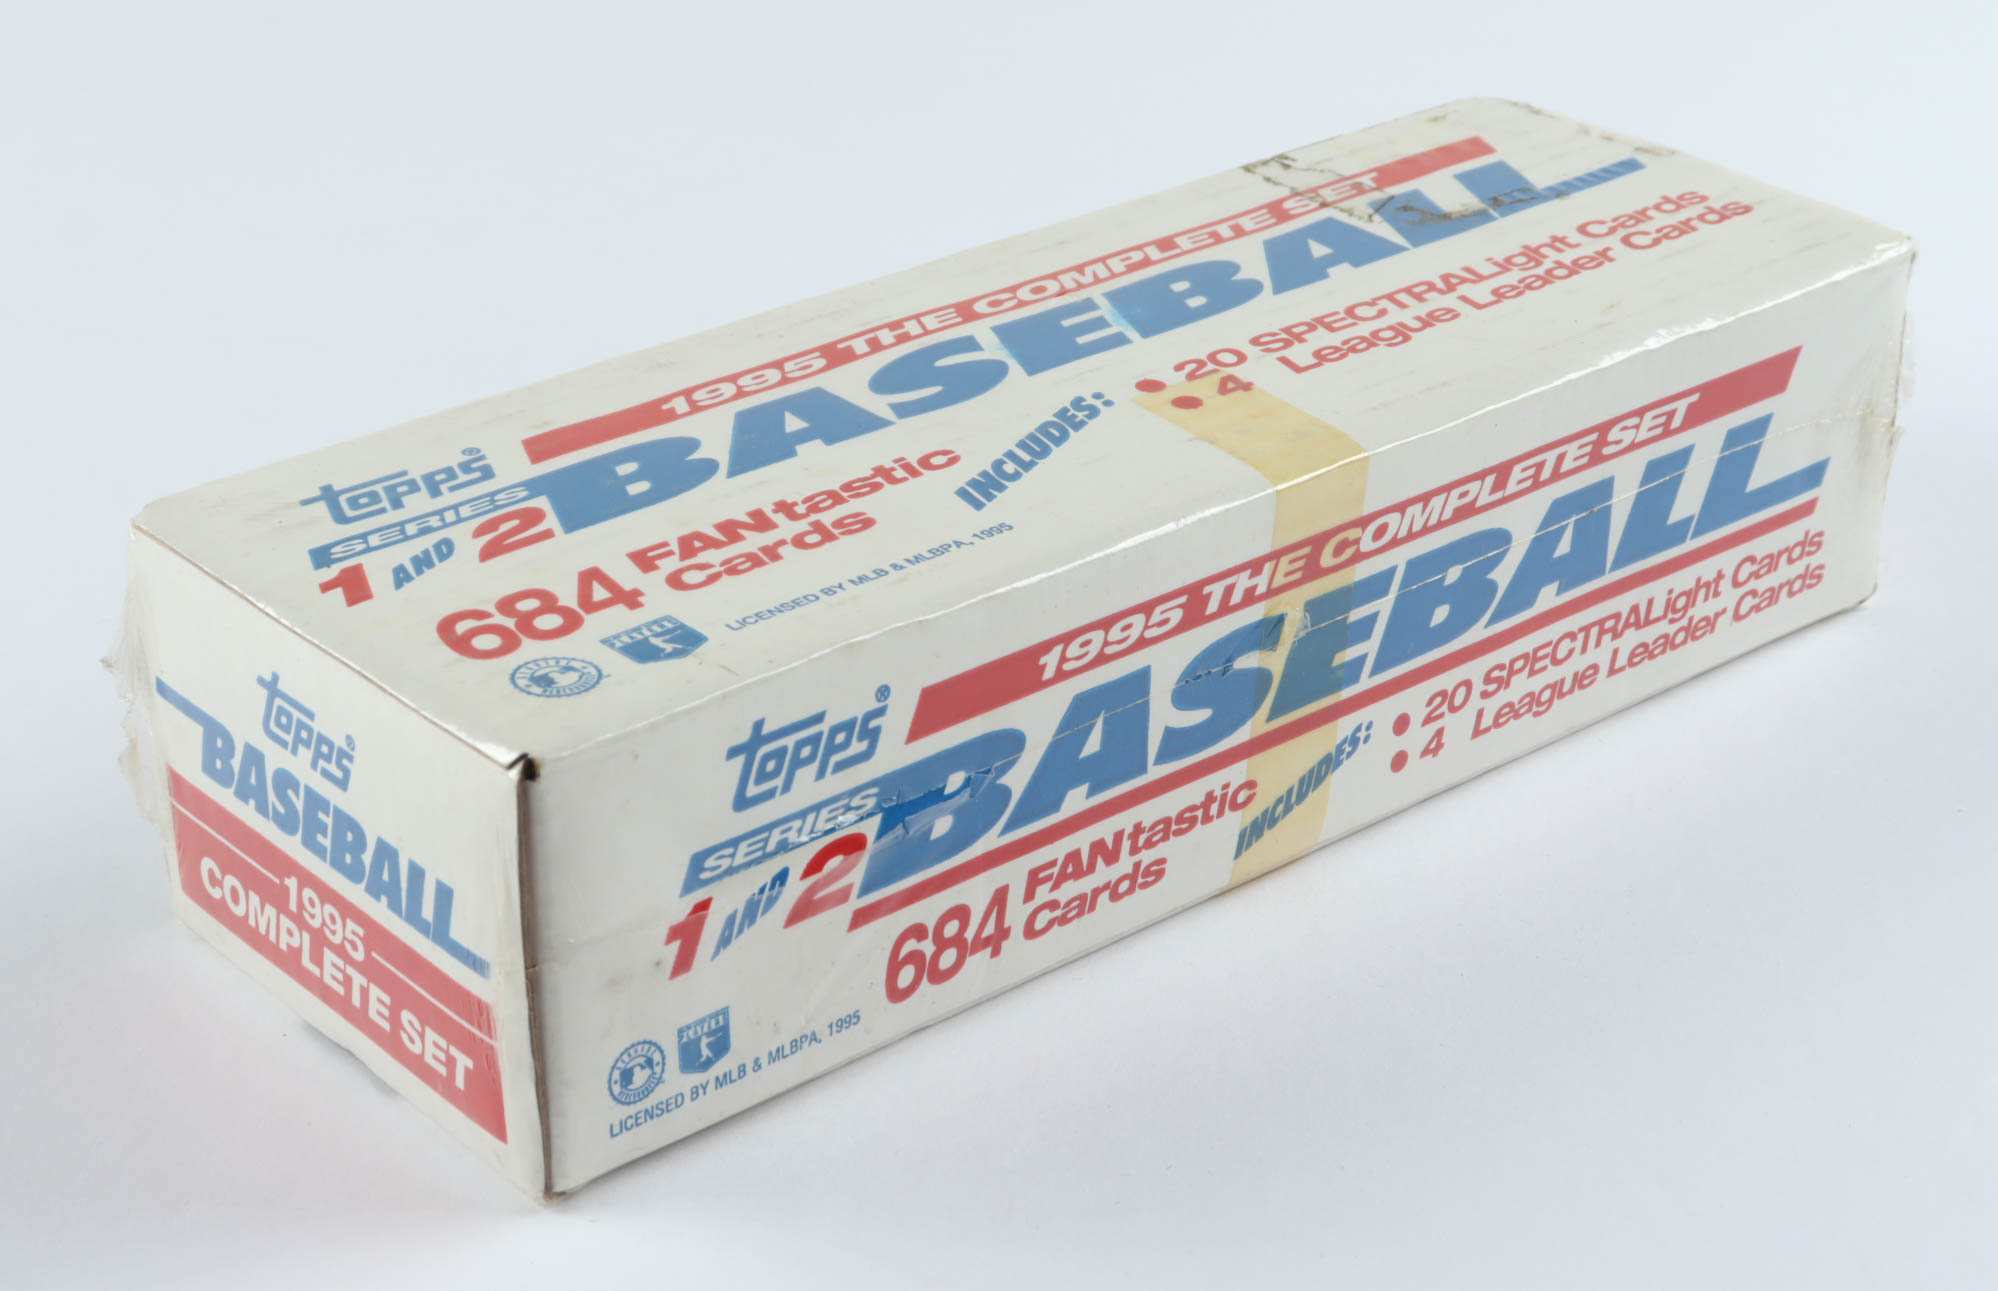 1995 THE COMPLETE SET
topps®
SERIES
1 AND 2
BASEBALL
684 FANtastic
Cards
INCLUDES:
• 20 SPECTRALight Cards
• 4 League Leader Cards
LICENSED BY MLB & MLBPA, 1995
PLAYERS
topps®
BASEBALL
1995
COMPLETE SET
1995 THE COMPLETE SET
topps®
SERIES
1 AND 2
BASEBALL
684 FANtastic
Cards
INCLUDES:
• 20 SPECTRALight Cards
• 4 League Leader Cards
PLAYERS
LICENSED BY MLB & MLBPA, 1995